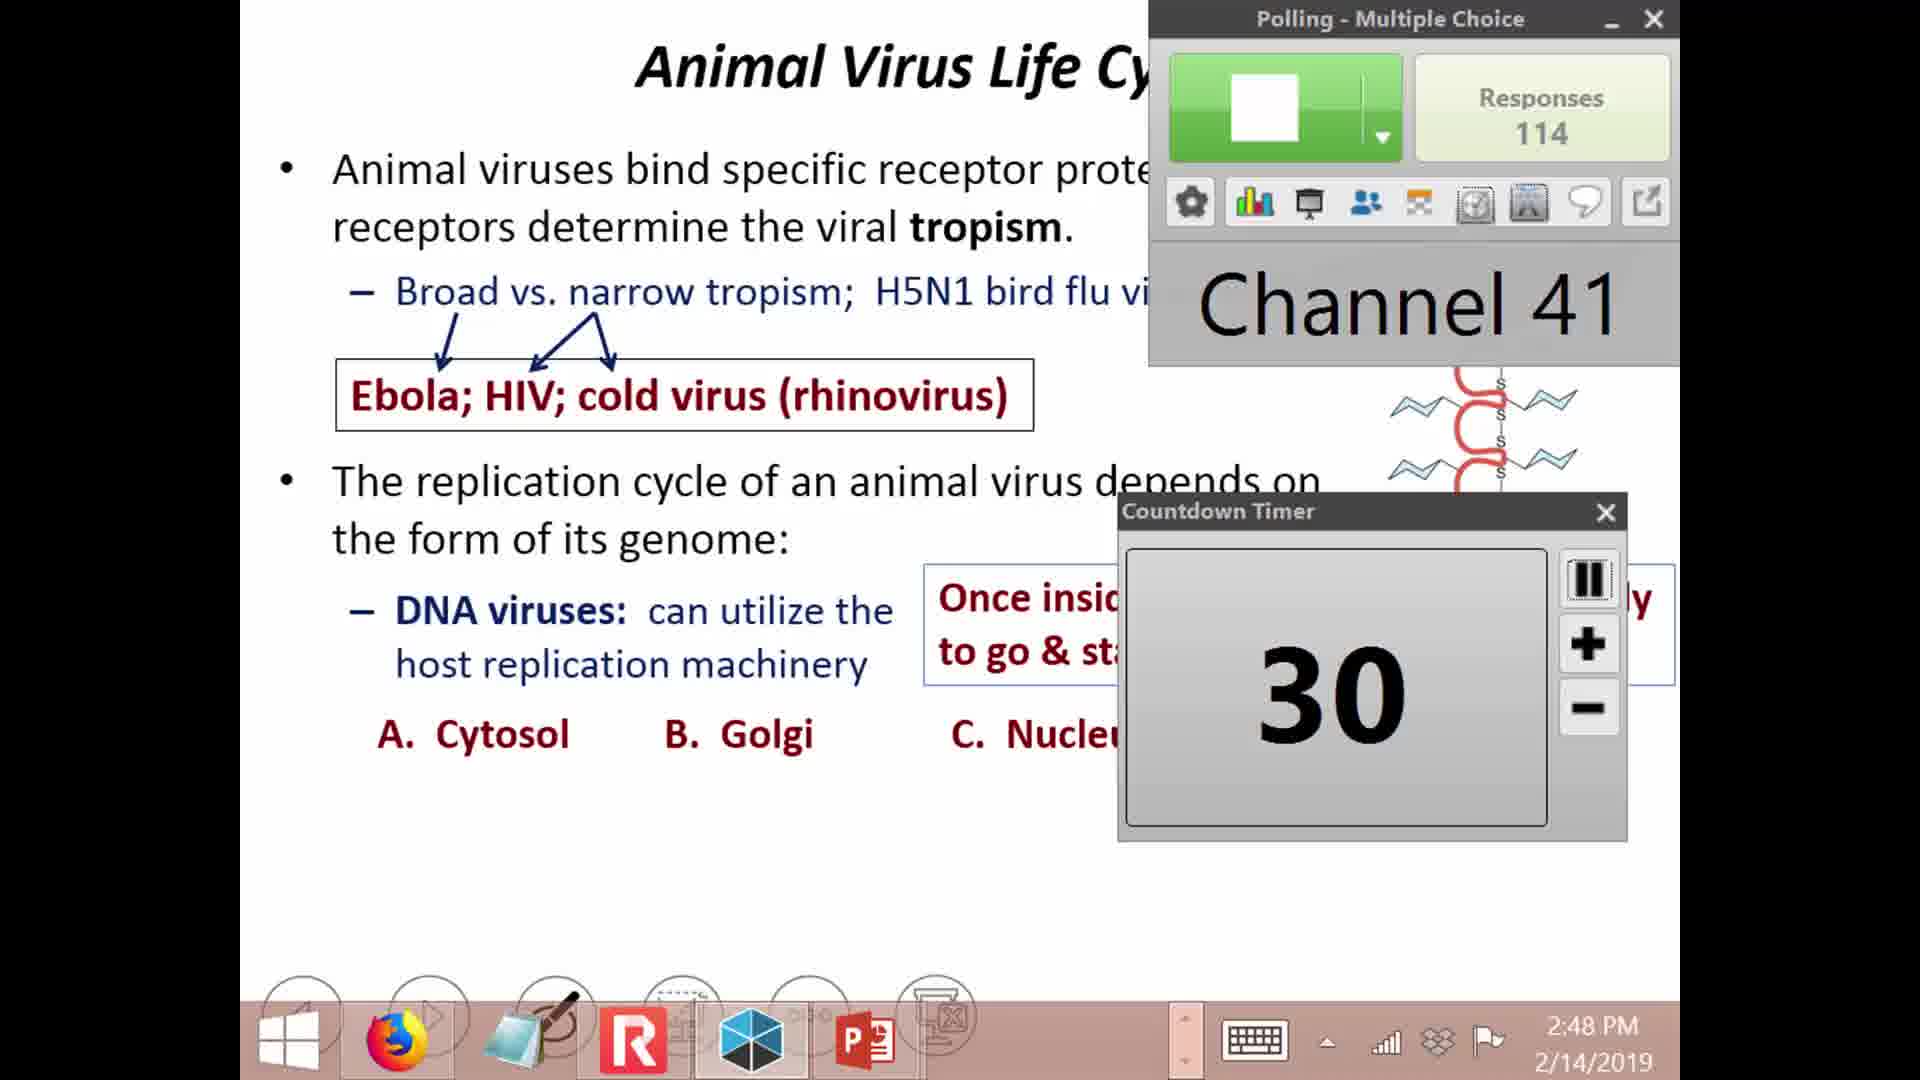 Animal Virus Life Cy
Polling - Multiple Choice
Responses
114
Channel 41
• Animal viruses bind specific receptor prote
receptors determine the viral tropism.
– Broad vs. narrow tropism; H5N1 bird flu vi
Ebola; HIV; cold virus (rhinovirus)
S
S
S
S
• The replication cycle of an animal virus depends on
the form of its genome:
Countdown Timer
30
– DNA viruses: can utilize the
host replication machinery
Once insid ly
to go & sta
A. Cytosol B. Golgi C. Nucleu
2:48 PM
2/14/2019